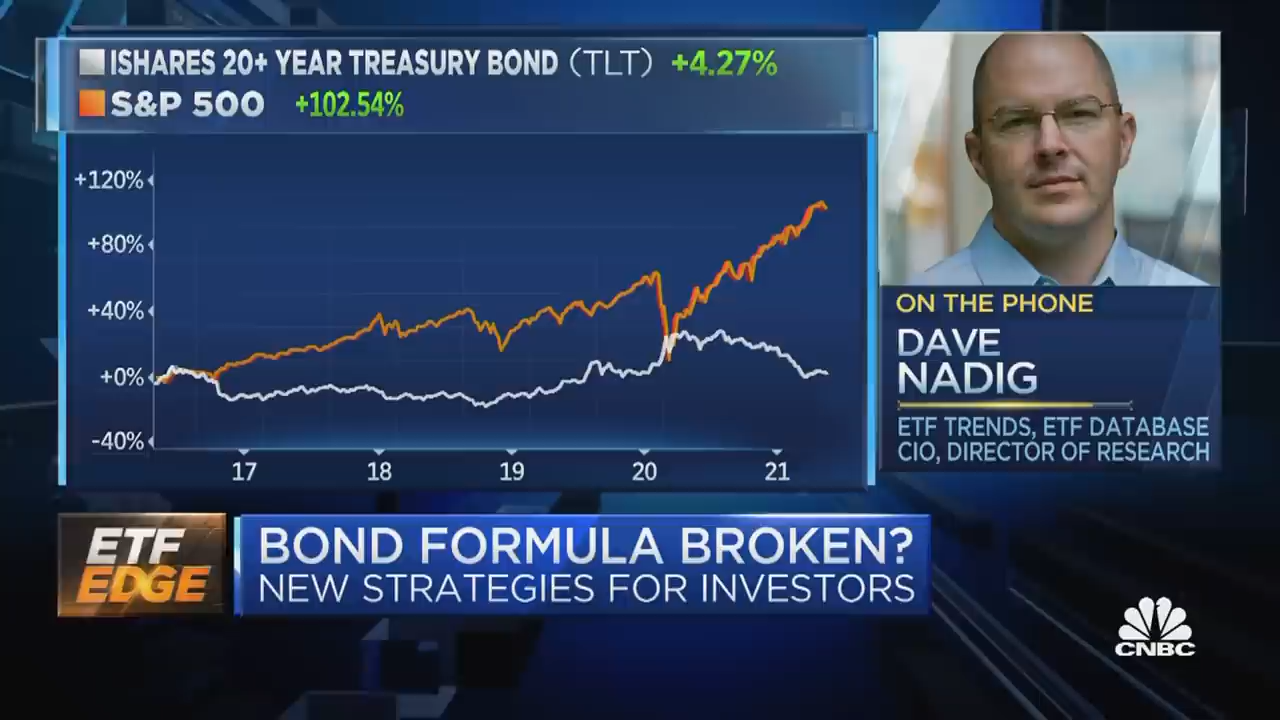 ISHARES 20+ YEAR TREASURY BOND (TLT) +4.27%
S&P 500 +102.54%
+120%
+80%
+40%
+0%
-40%
17 18 19 20 21
ON THE PHONE
DAVE
NADIG
ETF TRENDS, ETF DATABASE
CIO, DIRECTOR OF RESEARCH
ETF
EDGE
BOND FORMULA BROKEN?
NEW STRATEGIES FOR INVESTORS
CNBC